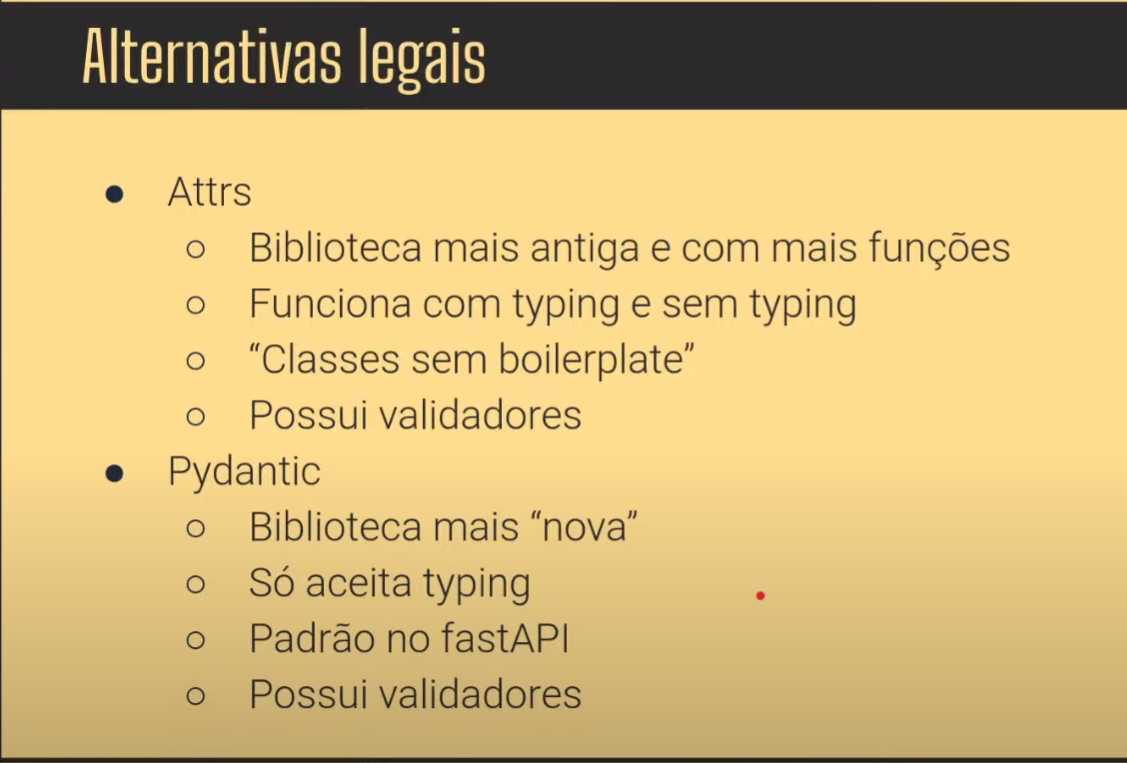 Alternativas legais
● Attrs
○ Biblioteca mais antiga e com mais funções
○ Funciona com typing e sem typing
○ “Classes sem boilerplate”
○ Possui validadores
● Pydantic
○ Biblioteca mais “nova”
○ Só aceita typing
○ Padrão no fastAPI
○ Possui validadores